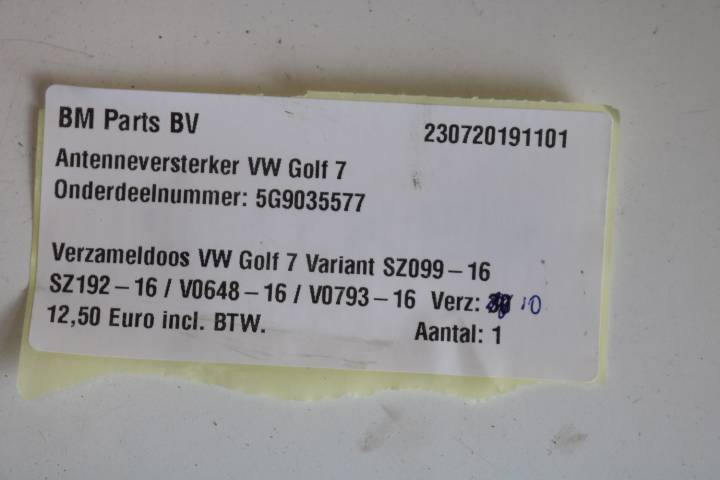 BM Parts BV 230720191101
Antenneversterker VW Golf 7
Onderdeelnummer: 5G9035577
Verzameldoos VW Golf 7 Variant SZ099-16
SZ192-16 / V0648-16 / V0793-16 Verz: 10
12,50 Euro incl. BTW. Aantal: 1